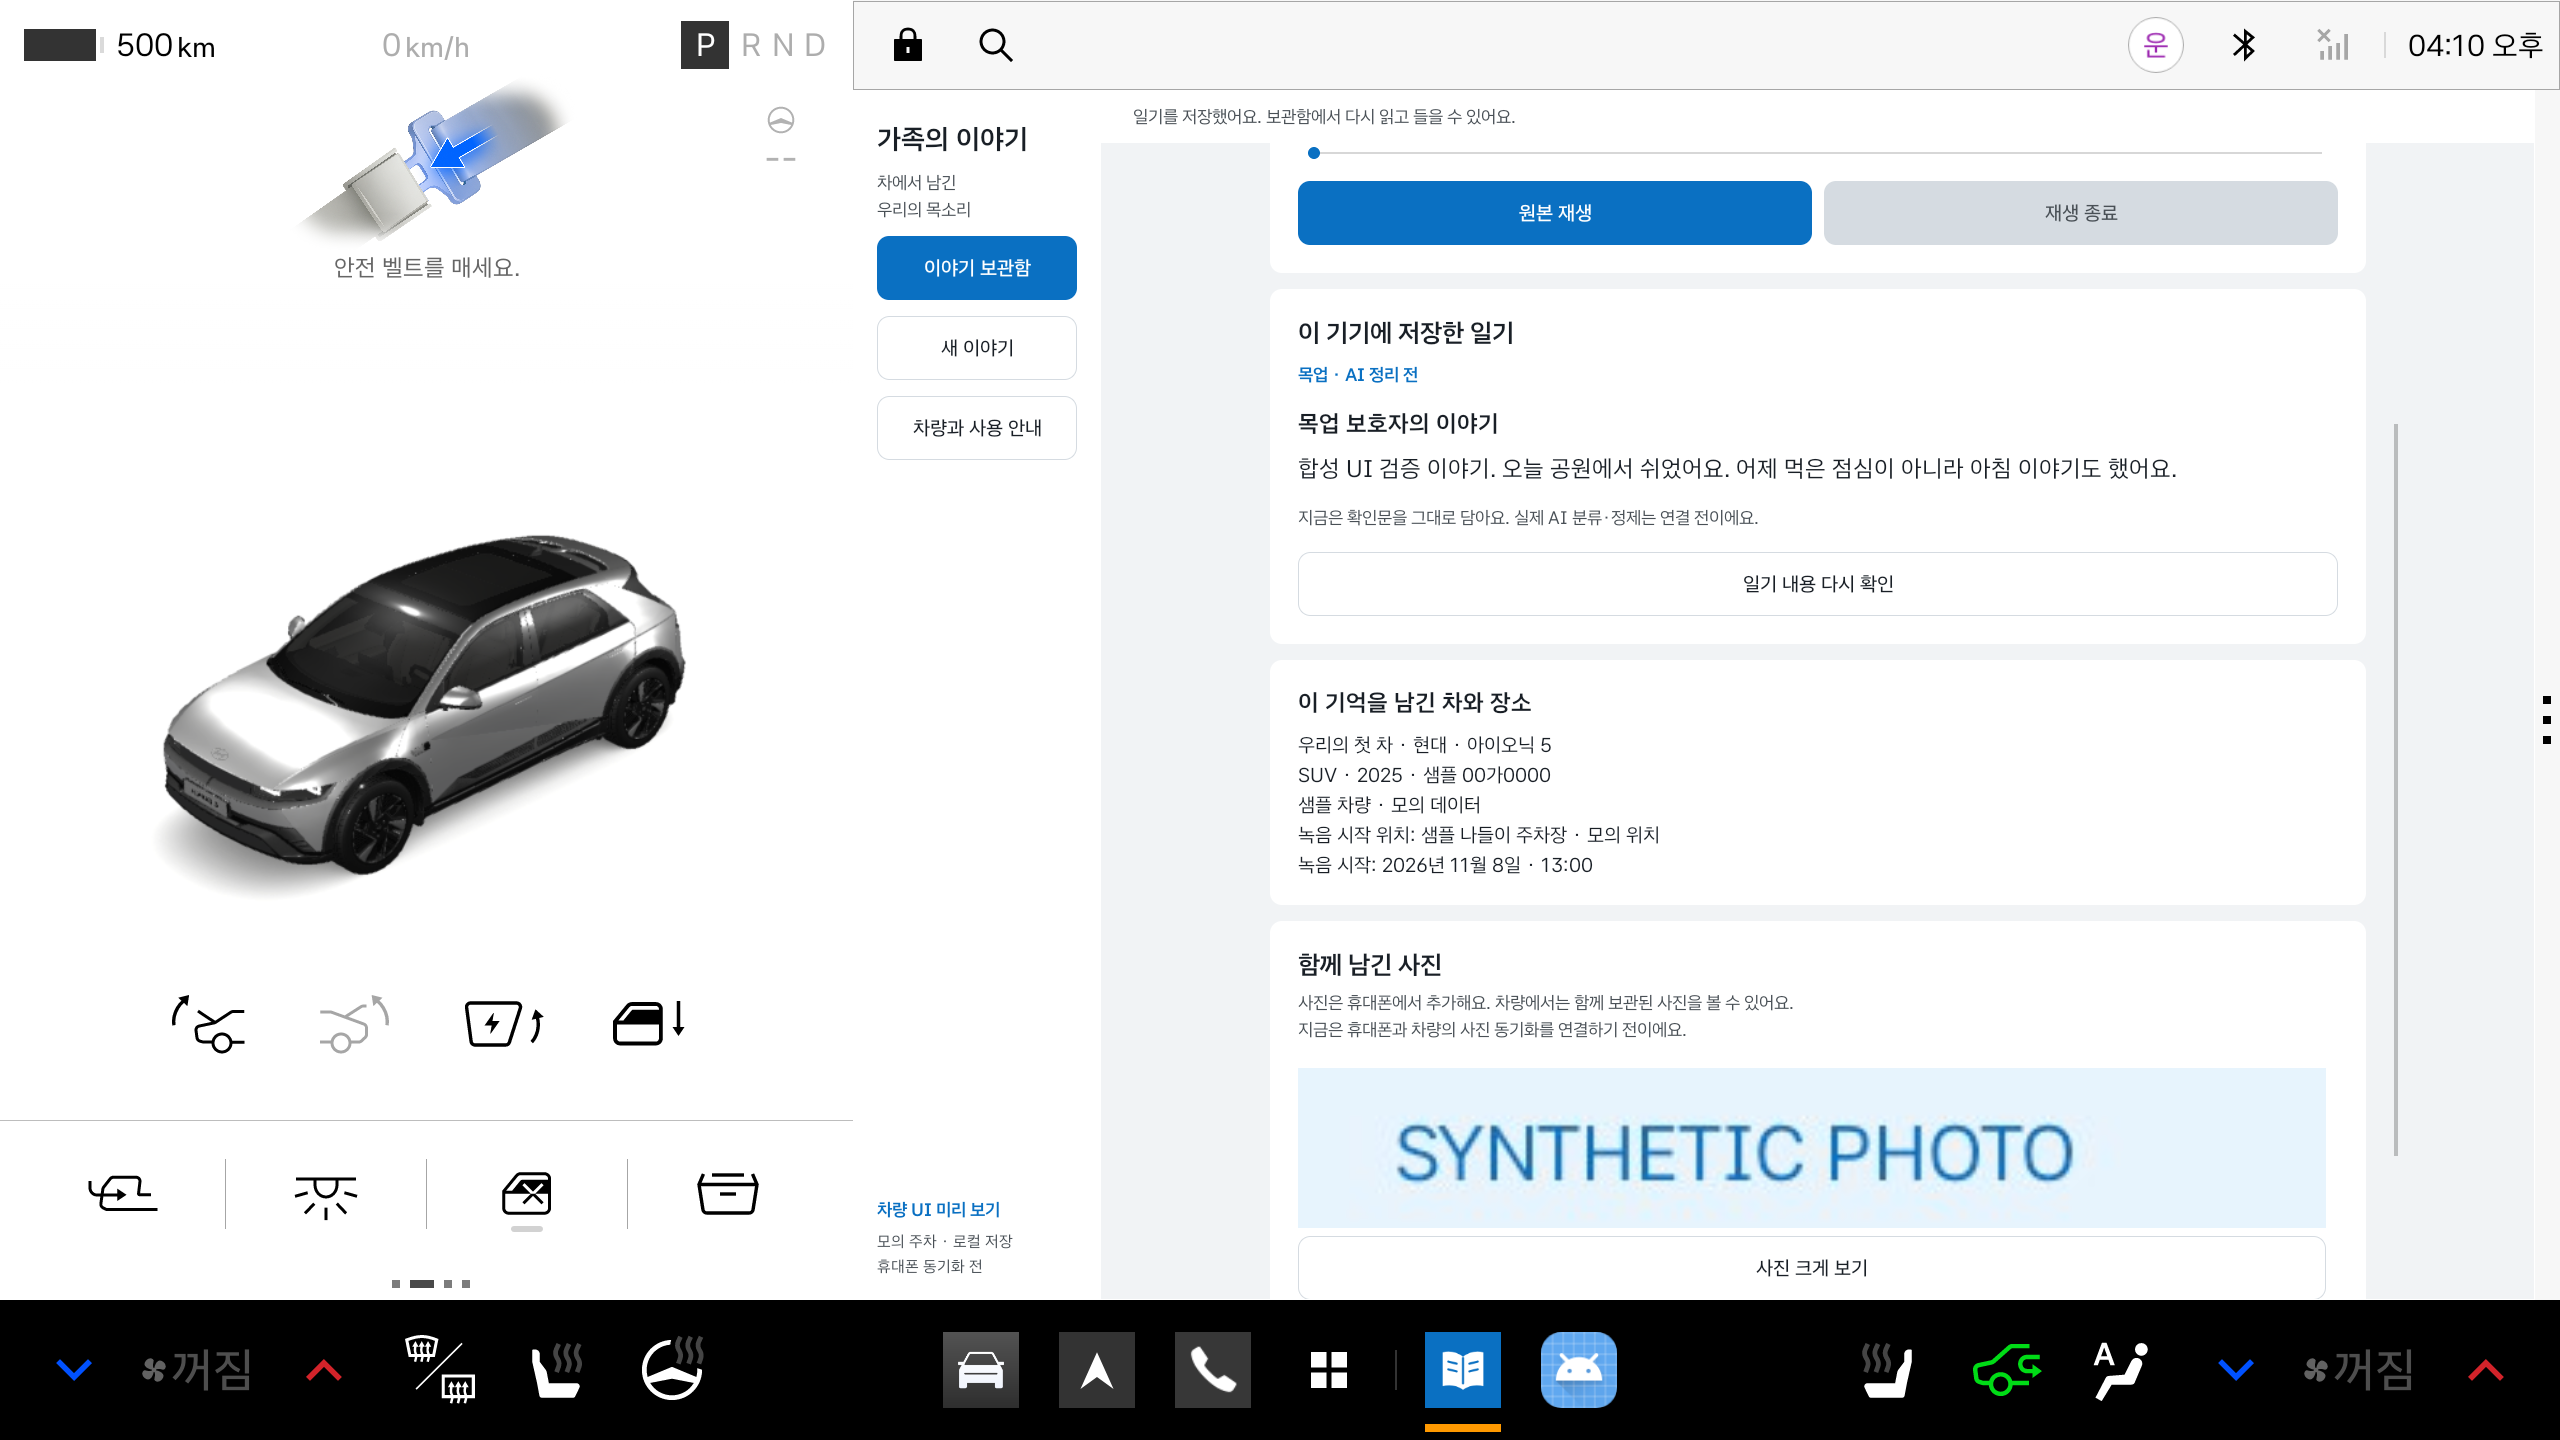 500 km
0 km/h
P R N D
운
04:10 오후
안전 벨트를 매세요.
가족의 이야기
차에서 남긴
우리의 목소리
이야기 보관함
새 이야기
차량과 사용 안내
차량 UI 미리 보기
모의 주차 · 로컬 저장
휴대폰 동기화 전
일기를 저장했어요. 보관함에서 다시 읽고 들을 수 있어요.
원본 재생
재생 종료
이 기기에 저장한 일기
목업 · AI 정리 전
목업 보호자의 이야기
합성 UI 검증 이야기. 오늘 공원에서 쉬었어요. 어제 먹은 점심이 아니라 아침 이야기도 했어요.
지금은 확인문을 그대로 담아요. 실제 AI 분류·정제는 연결 전이에요.
일기 내용 다시 확인
이 기억을 남긴 차와 장소
우리의 첫 차 · 현대 · 아이오닉 5
SUV · 2025 · 샘플 00가0000
샘플 차량 · 모의 데이터
녹음 시작 위치: 샘플 나들이 주차장 · 모의 위치
녹음 시작: 2026년 11월 8일 · 13:00
함께 남긴 사진
사진은 휴대폰에서 추가해요. 차량에서는 함께 보관된 사진을 볼 수 있어요.
지금은 휴대폰과 차량의 사진 동기화를 연결하기 전이에요.
SYNTHETIC PHOTO
사진 크게 보기
꺼짐
A
꺼짐